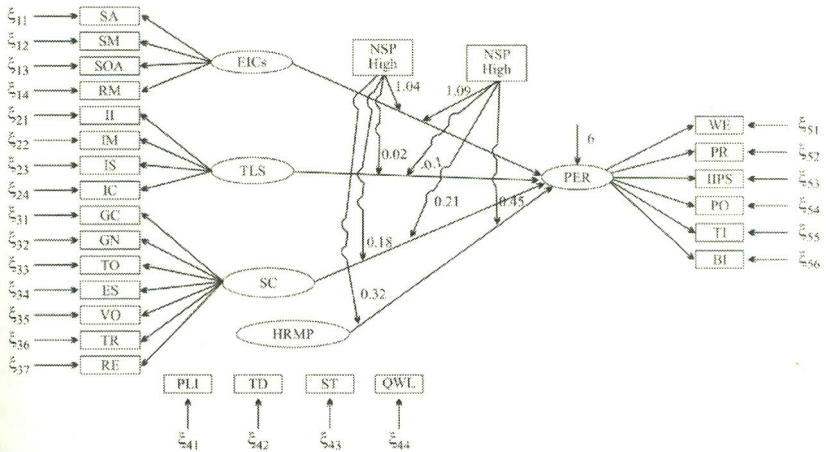 ξ11 SA
ξ12 SM
ξ13 SOA
ξ14 RM
ξ21 II
ξ22 IM
ξ23 IS
ξ24 IC
ξ31 GC
ξ32 GN
ξ33 TO
ξ34 ES
ξ35 VO
ξ36 TR
ξ37 RE
EICs
TLS
SC
HRMP
NSP
High
NSP
High
1.04
1.09
0.02
0.21
0.45
0.18
0.32
6
PER
WE ξ51
PR ξ52
IIPS ξ53
PO ξ54
TI ξ55
BI ξ56
PLI
TD
ST
QWL
ξ41
ξ42
ξ43
ξ44